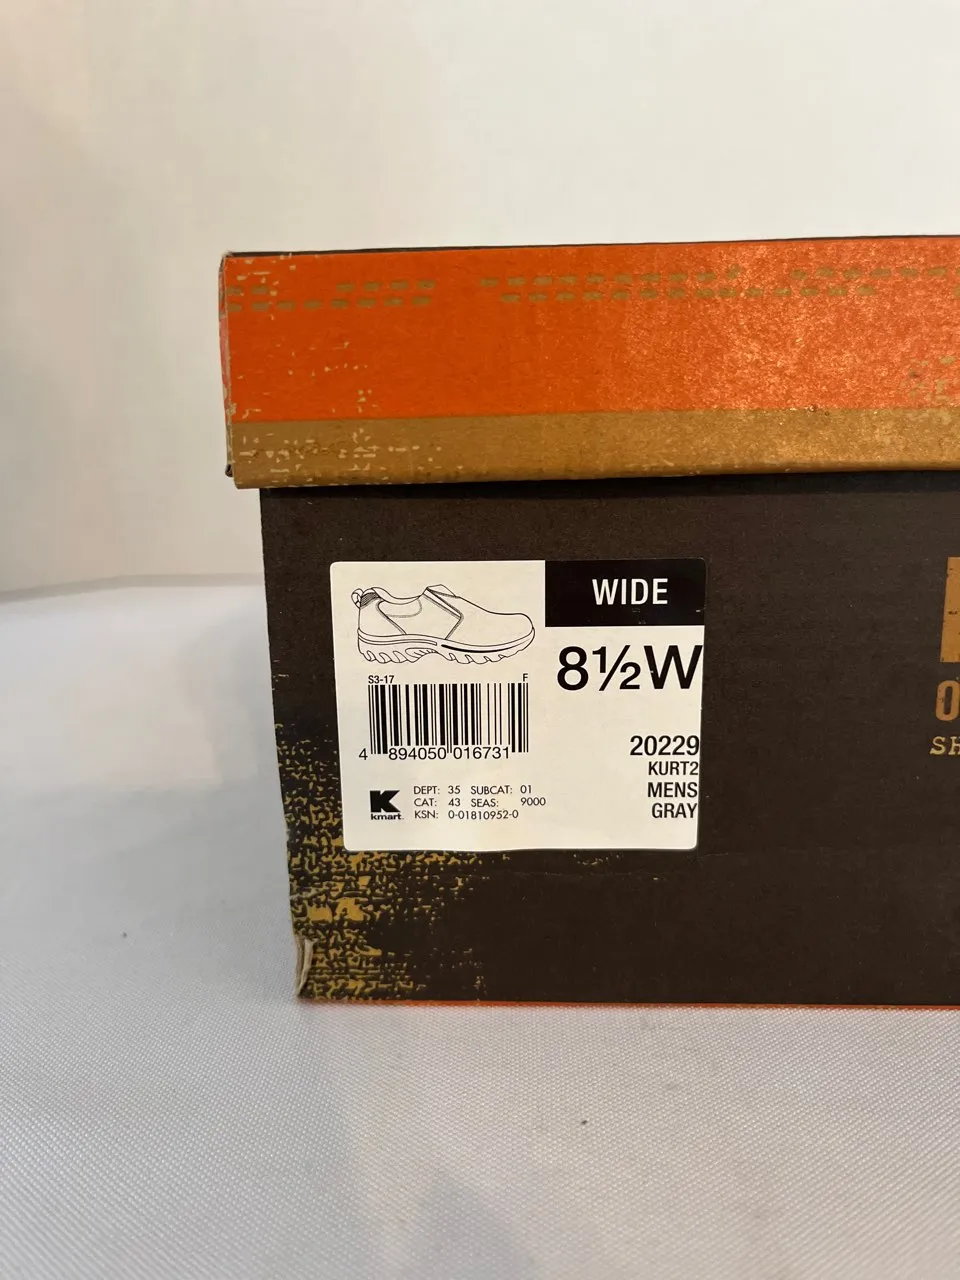 WIDE
8½W
S3-17 F
4 894050 016731
20229
KURT2
MENS
GRAY
K
kmart.
DEPT: 35 SUBCAT: 01
CAT: 43 SEAS: 9000
KSN: 0-01810952-0
SH